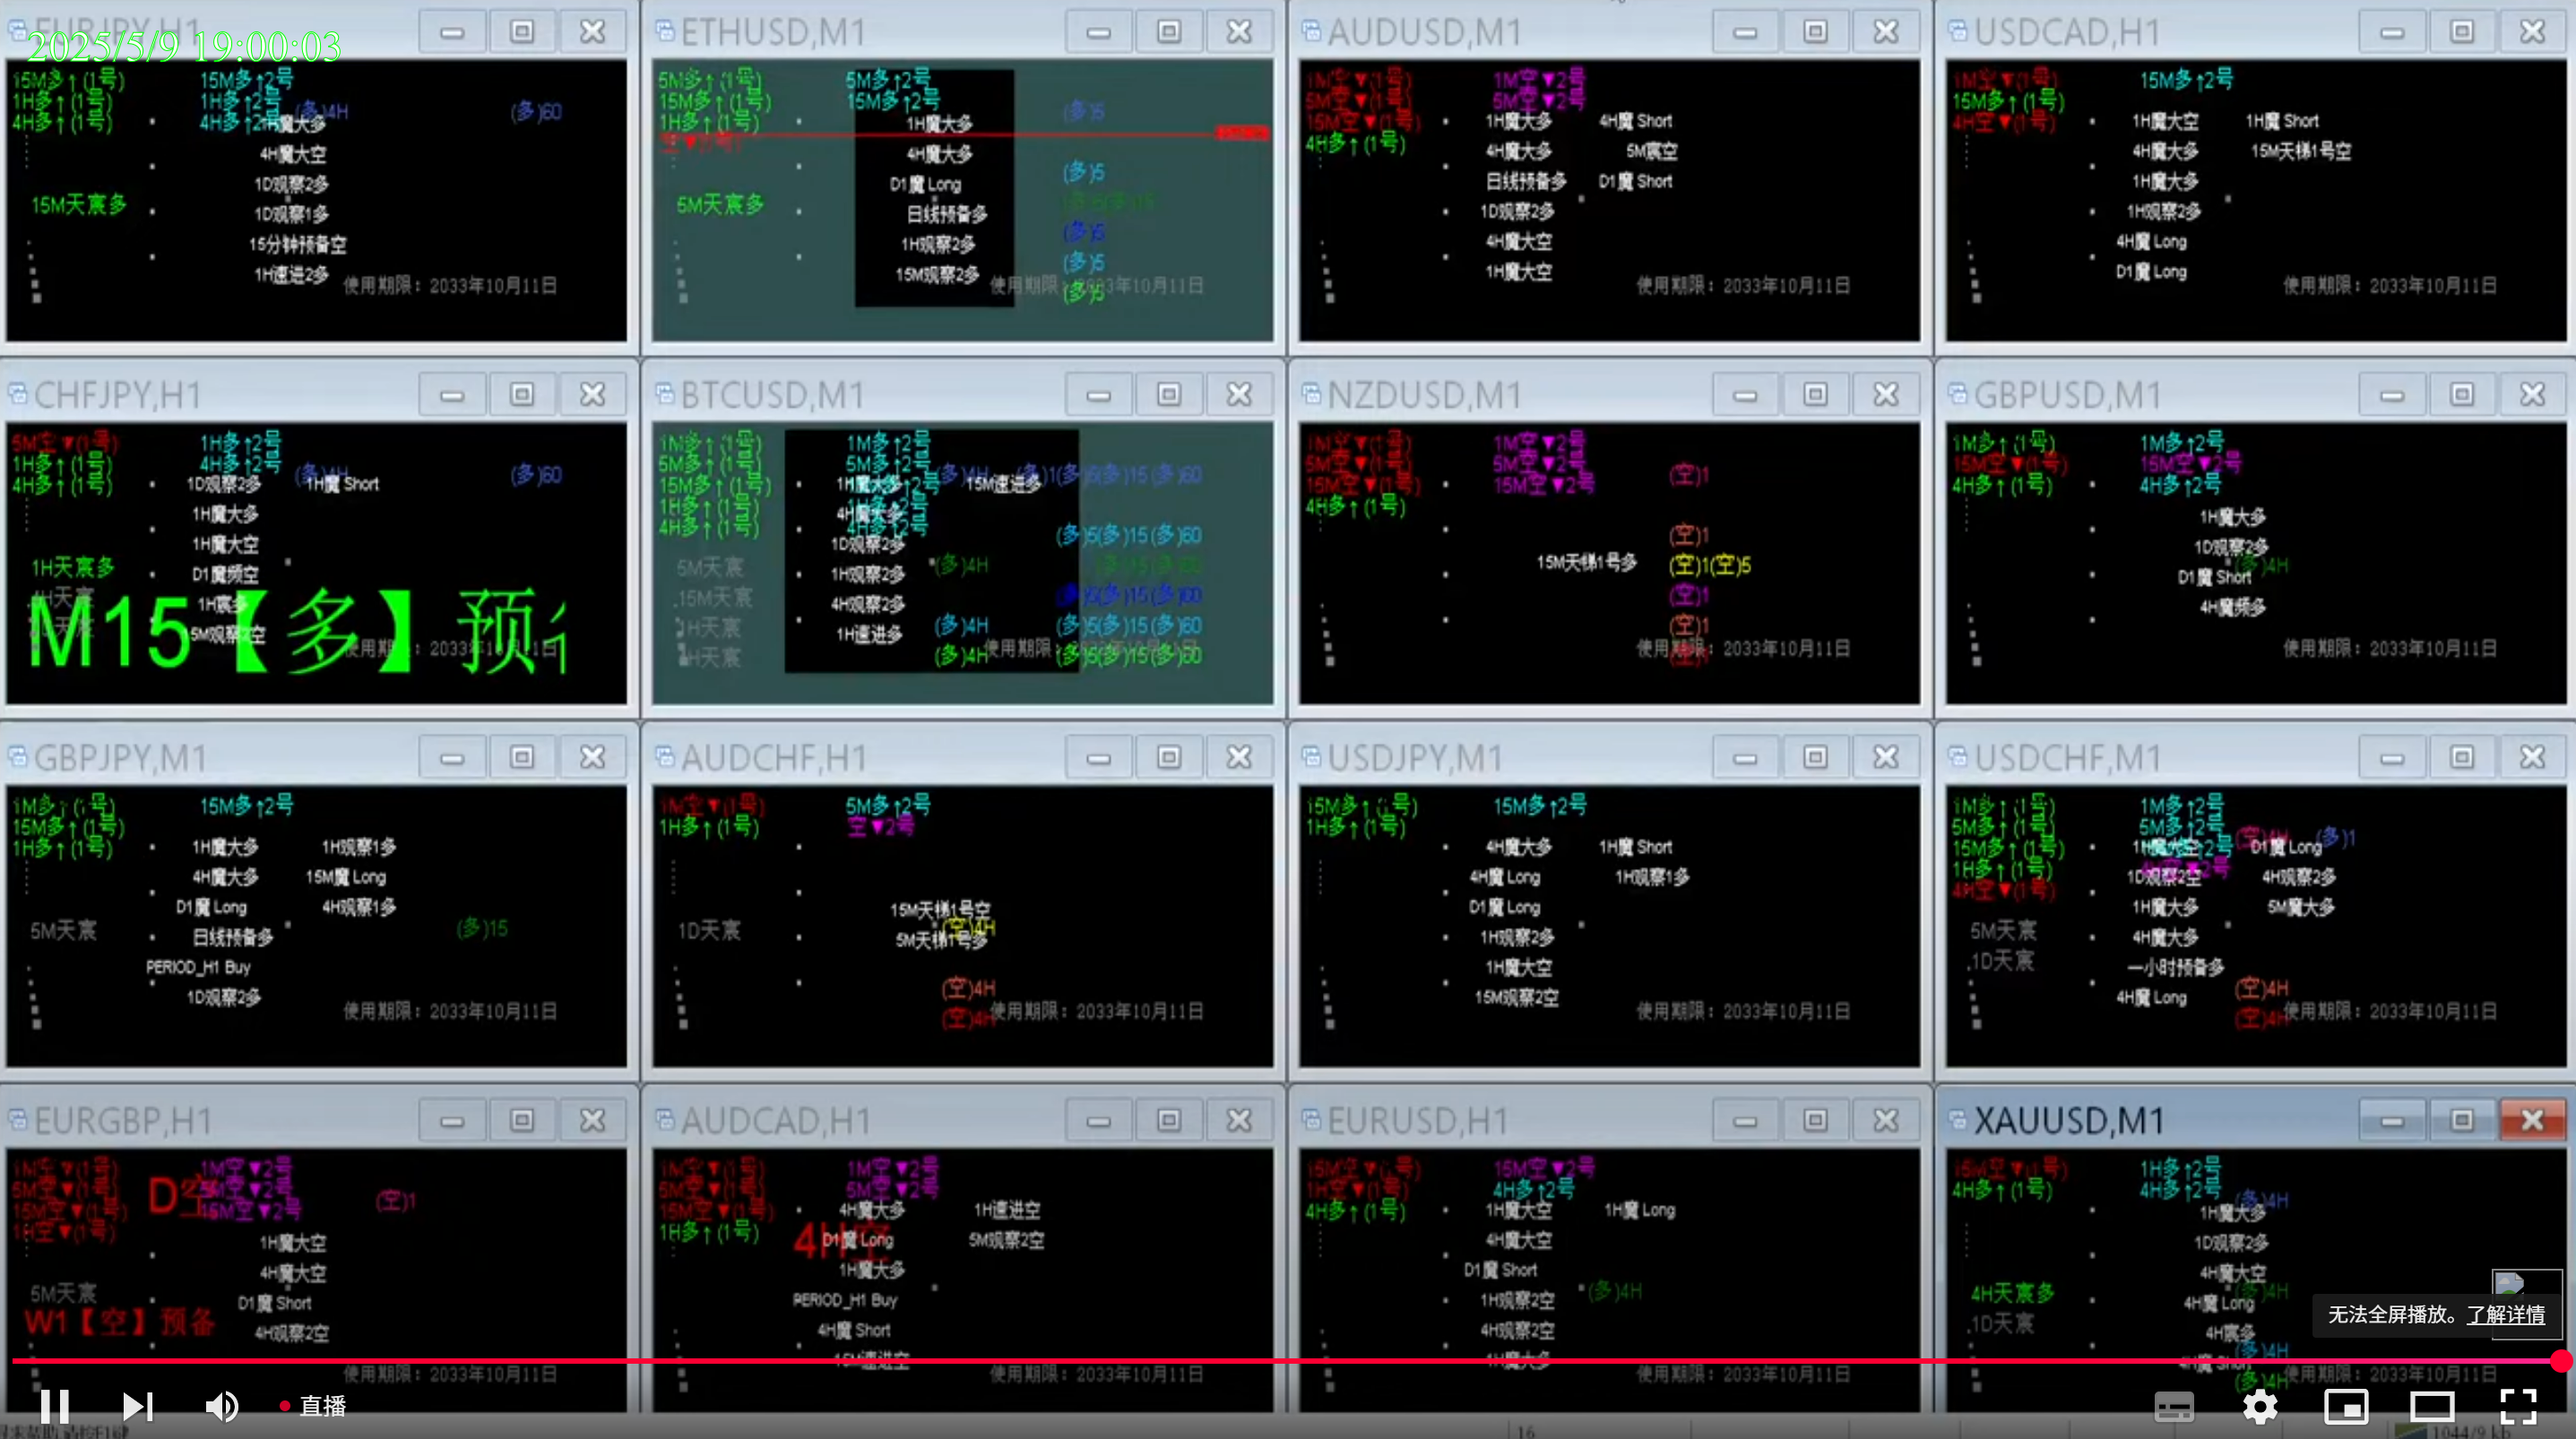 EURJPY,H1
2025/5/9 19:00:03
15M多↑(1号)
1H多↑(1号)
4H多↑(1号)
15M多↑2号
1H多↑2号
4H多↑2号
(多)4H
(多)60
1H魔大多
4H魔大空
1D观察2多
1D观察1多
15分钟预备空
1H速进2多
15M天宸多
使用期限：2033年10月11日
ETHUSD,M1
5M多↑(1号)
15M多↑(1号)
1H多↑(1号)
5M多↑2号
15M多↑2号
1H魔大多
4H魔大多
D1魔 Long
日线预备多
1H观察2多
15M观察2多
5M天宸多
(多)5
(多)5
(多)5
(多)5
(多)5
使用期限：2033年10月11日
AUDUSD,M1
1M空▼(1号)
5M空▼(1号)
15M空▼(1号)
4H多↑(1号)
1M空▼2号
5M空▼2号
1H魔大多
4H魔大多
日线预备多
1D观察2多
4H魔大空
1H魔大空
4H魔 Short
5M宸空
D1魔 Short
使用期限：2033年10月11日
USDCAD,H1
1M空▼(1号)
15M多↑(1号)
4H空▼(1号)
15M多↑2号
1H魔大空
4H魔大多
1H魔大多
1H观察2多
4H魔 Long
D1魔 Long
1H魔 Short
15M天梯1号空
使用期限：2033年10月11日
CHFJPY,H1
5M空▼(1号)
1H多↑(1号)
4H多↑(1号)
1H多↑2号
4H多↑2号
(多)4H
(多)60
1D观察2多
1H魔大多
1H魔大空
D1魔频空
1H宸多
15M观察2空
1H魔 Short
1H天宸多
M15【多】预
BTCUSD,M1
1M多↑(1号)
5M多↑(1号)
15M多↑(1号)
1H多↑(1号)
4H多↑(1号)
1M多↑2号
5M多↑2号
1H魔大多
4H魔大多
1D观察2多
1H观察2多
4H观察2多
1H速进多
15M速进多
(多)4H
(多)1(多)5(多)15(多)60
(多)5(多)15(多)60
(多)4H
(多)5(多)15(多)60
(多)4H
(多)5(多)15(多)60
(多)4H
(多)5(多)15(多)60
5M天宸
15M天宸
1H天宸
4H天宸
NZDUSD,M1
1M空▼(1号)
5M空▼(1号)
15M空▼(1号)
4H多↑(1号)
1M空▼2号
5M空▼2号
15M空▼2号
(空)1
(空)1
15M天梯1号多
(空)1(空)5
(空)1
(空)1
使用期限：2033年10月11日
GBPUSD,M1
1M多↑(1号)
15M空▼(1号)
4H多↑(1号)
1M多↑2号
15M空▼2号
4H多↑2号
1H魔大多
1D观察2多
(多)4H
D1魔 Short
4H魔频多
使用期限：2033年10月11日
GBPJPY,M1
1M多↑(1号)
15M多↑(1号)
1H多↑(1号)
15M多↑2号
1H魔大多
4H魔大多
D1魔 Long
日线预备多
PERIOD_H1 Buy
1D观察2多
1H观察1多
15M魔 Long
4H观察1多
5M天宸
(多)15
使用期限：2033年10月11日
AUDCHF,H1
1M空▼(1号)
1H多↑(1号)
5M多↑2号
空▼2号
15M天梯1号空
5M天梯1号多
(空)4H
1D天宸
(空)4H
(空)4H
使用期限：2033年10月11日
USDJPY,M1
15M多↑(1号)
1H多↑(1号)
15M多↑2号
4H魔大多
4H魔 Long
D1魔 Long
1H观察2多
1H魔大空
15M观察2空
1H魔 Short
1H观察1多
使用期限：2033年10月11日
USDCHF,M1
1M多↑(1号)
5M多↑(1号)
15M多↑(1号)
1H多↑(1号)
4H空▼(1号)
1M多↑2号
5M多↑2号
(空)4H
(多)1
1H魔大空
1D观察2空
1H魔大多
4H魔大多
一小时预备多
4H魔 Long
D1魔 Long
4H观察2多
5M魔大多
5M天宸
1D天宸
(空)4H
(空)4H
使用期限：2033年10月11日
EURGBP,H1
1M空▼(1号)
5M空▼(1号)
15M空▼(1号)
1H空▼(1号)
D空
1M空▼2号
5M空▼2号
15M空▼2号
(空)1
1H魔大空
4H魔大空
D1魔 Short
4H观察2空
5M天宸
W1【空】预备
使用期限：2033年10月11日
AUDCAD,H1
1M空▼(1号)
5M空▼(1号)
15M空▼(1号)
1H多↑(1号)
1M空▼2号
5M空▼2号
4H空
4H魔大多
D1魔 Long
1H魔大多
PERIOD_H1 Buy
4H魔 Short
15M速进空
1H速进空
5M观察2空
使用期限：2033年10月11日
EURUSD,H1
15M空▼(1号)
1H空▼(1号)
4H多↑(1号)
15M空▼2号
4H多↑2号
1H魔大空
4H魔大空
D1魔 Short
1H观察2空
4H观察2空
1H魔大多
1H魔 Long
(多)4H
使用期限：2033年10月11日
XAUUSD,M1
15M空▼(1号)
4H多↑(1号)
1H多↑2号
4H多↑2号
(多)4H
1H魔大多
1D观察2多
4H魔大空
(多)4H
4H魔 Long
4H宸多
(多)4H
4H魔 Short
(多)4H
4H天宸多
1D天宸
使用期限：2033年10月11日
无法全屏播放。了解详情
直播
16